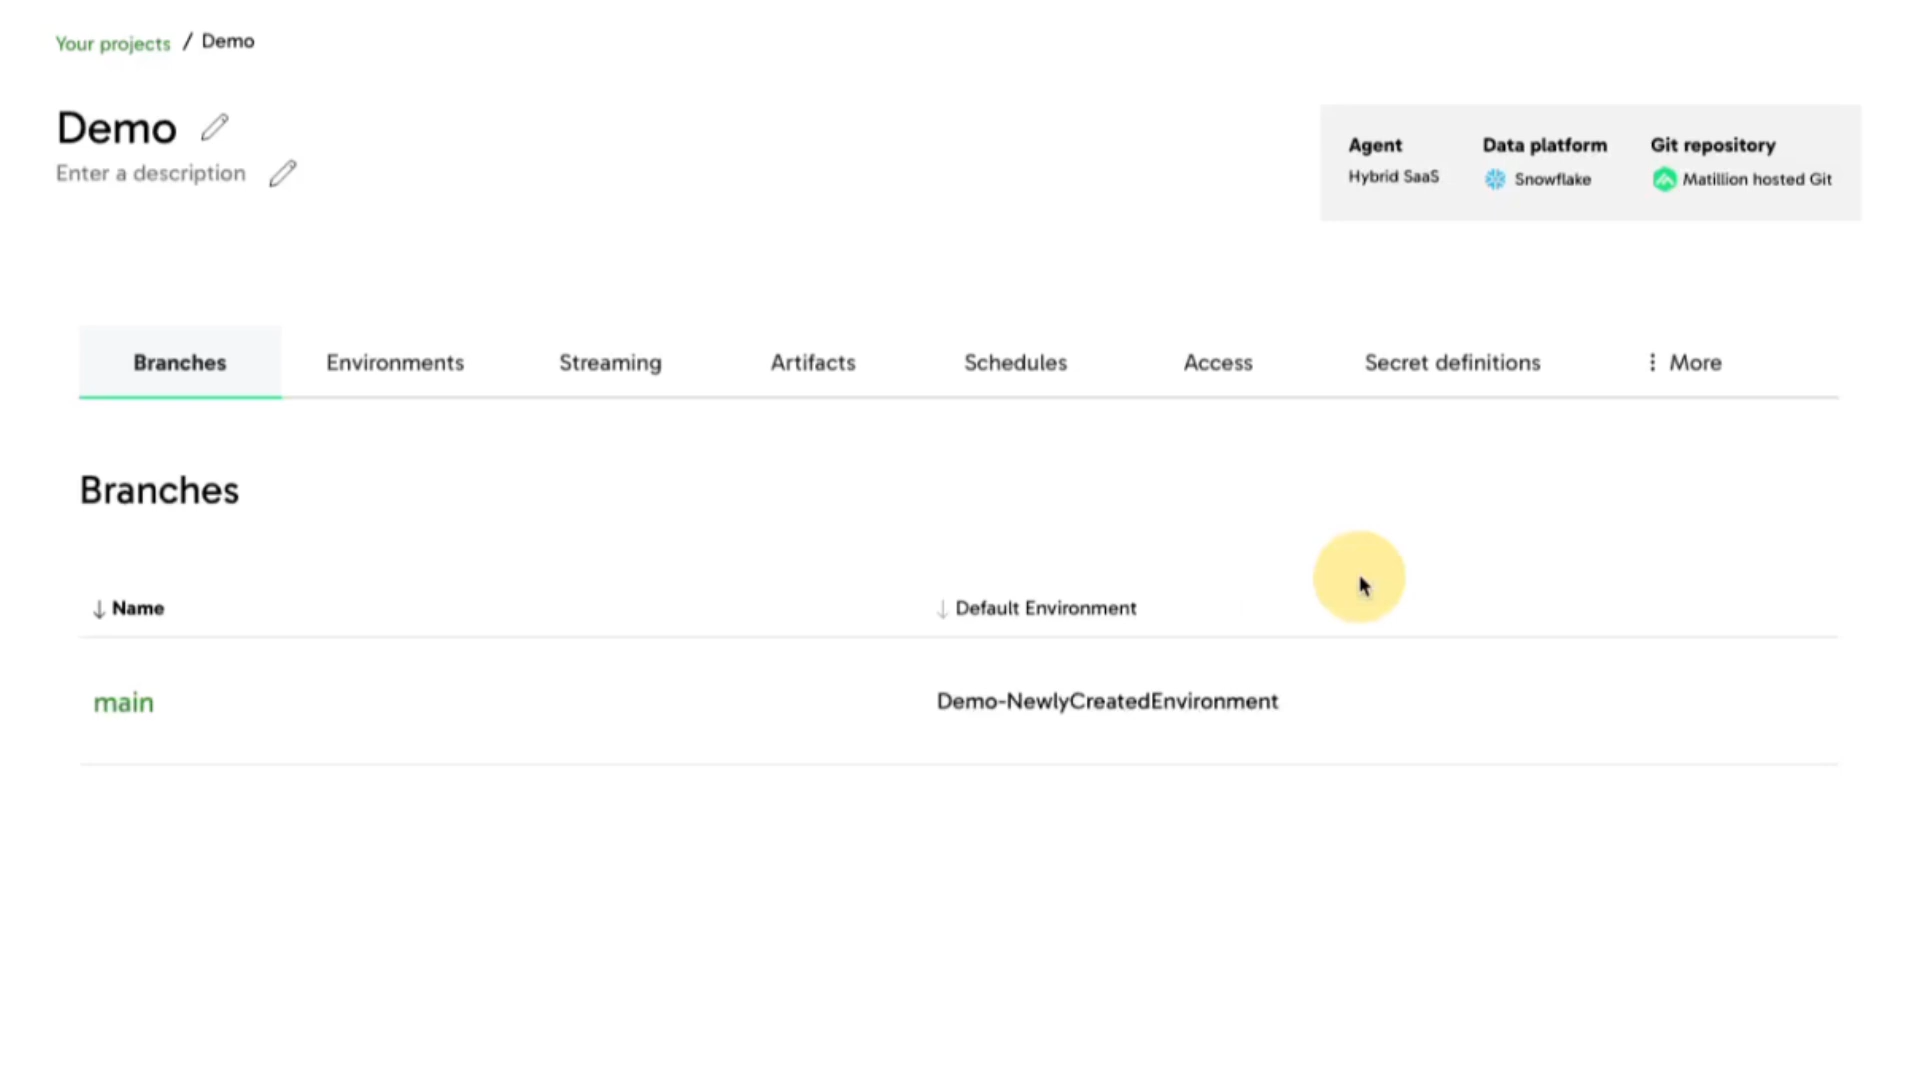 Your projects / Demo
Demo
Enter a description
Agent Data platform Git repository
Hybrid SaaS Snowflake Matillion hosted Git
Branches Environments Streaming Artifacts Schedules Access Secret definitions More
Branches
Name Default Environment
main Demo-NewlyCreatedEnvironment